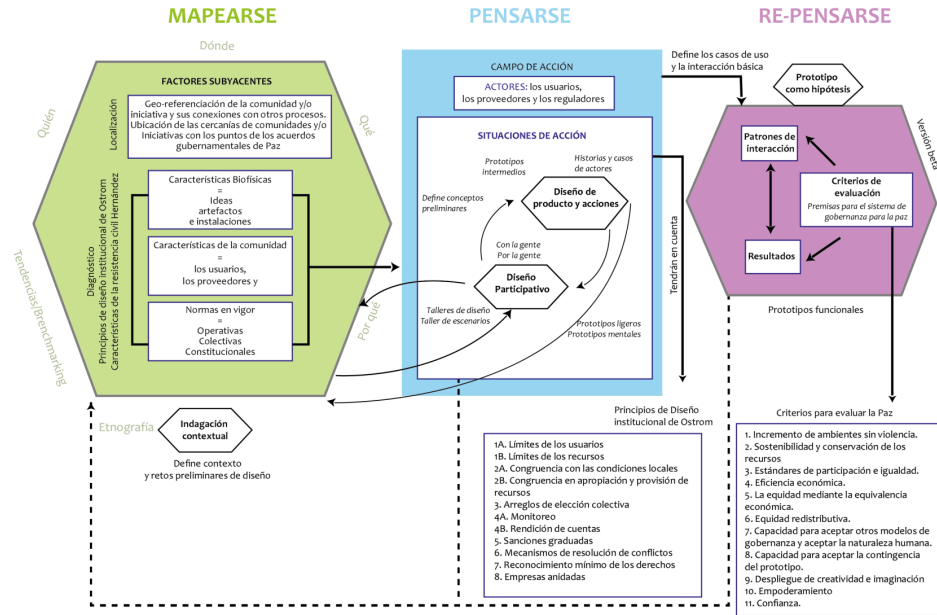 MAPEARSE
Dónde
Quién
Qué
Por qué
Tendencias/Brenchmarking
Etnografía
FACTORES SUBYACENTES
Localización
Geo-referenciación de la comunidad y/o
iniciativa y sus conexiones con otros procesos.
Ubicación de las cercanías de comunidades y/o
Iniciativas con los puntos de los acuerdos
gubernamentales de Paz
Diagnóstico
Principios de diseño institucional de Ostrom
Características de la resistencia civil Hernández
Características Biofísicas
=
Ideas
artefactos
e instalaciones
Características de la comunidad
=
los usuarios,
los proveedores y
Normas en vigor
=
Operativas
Colectivas
Constitucionales
Indagación
contextual
Define contexto
y retos preliminares de diseño
PENSARSE
CAMPO DE ACCIÓN
ACTORES: los usuarios,
los proveedores y los reguladores
SITUACIONES DE ACCIÓN
Prototipos
intermedios
Historias y casos
de actores
Define conceptos
preliminares
Diseño de
producto y acciones
Con la gente
Por la gente
Diseño
Participativo
Talleres de diseño
Taller de escenarios
Prototipos ligeros
Prototipos mentales
Tendrán en cuenta
Principios de Diseño
institucional de Ostrom
1A. Límites de los usuarios
1B. Límites de los recursos
2A. Congruencia con las condiciones locales
2B. Congruencia en apropiación y provisión de
recursos
3. Arreglos de elección colectiva
4A. Monitoreo
4B. Rendición de cuentas
5. Sanciones graduadas
6. Mecanismos de resolución de conflictos
7. Reconocimiento mínimo de los derechos
8. Empresas anidadas
RE-PENSARSE
Define los casos de uso
y la interacción básica
Prototipo
como hipótesis
Versión beta
Patrones de
interacción
Criterios de
evaluación
Premisas para el sistema de
gobernanza para la paz
Resultados
Prototipos funcionales
Criterios para evaluar la Paz
1. Incremento de ambientes sin violencia.
2. Sostenibilidad y conservación de los
recursos
3. Estándares de participación e igualdad.
4. Eficiencia económica.
5. La equidad mediante la equivalencia
económica.
6. Equidad redistributiva.
7. Capacidad para aceptar otros modelos de
gobernanza y aceptar la naturaleza humana.
8. Capacidad para aceptar la contingencia
del prototipo.
9. Despliegue de creatividad e imaginación
10. Empoderamiento
11. Confianza.